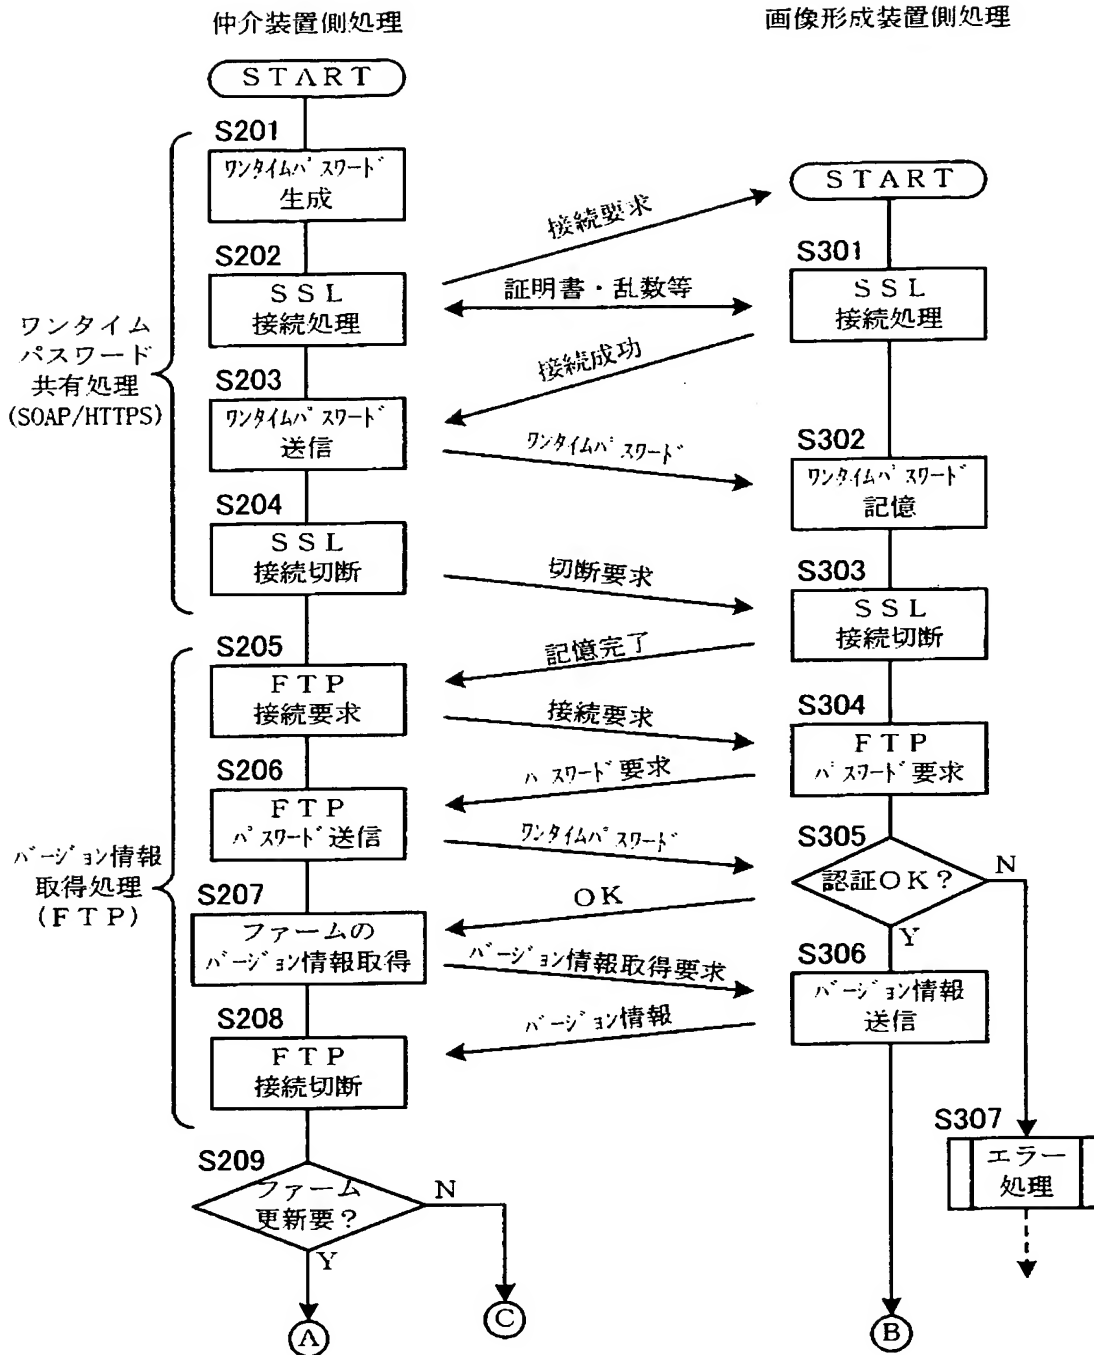 仲介装置側処理
画像形成装置側処理
START
S201
ワンタイムパスワード
生成
START
接続要求
S202
SSL
接続処理
証明書・乱数等
S301
SSL
接続処理
接続成功
ワンタイム
パスワード
共有処理
(SOAP/HTTPS)
S203
ワンタイムパスワード
送信
ワンタイムパスワード
S302
ワンタイムパスワード
記憶
S204
SSL
接続切断
切断要求
S303
SSL
接続切断
記憶完了
S205
FTP
接続要求
接続要求
S304
FTP
パスワード要求
パスワード要求
S206
FTP
パスワード送信
ワンタイムパスワード
S305
認証OK?
N
Y
OK
バージョン情報
取得処理
(FTP)
S207
ファームの
バージョン情報取得
バージョン情報取得要求
S306
バージョン情報
送信
バージョン情報
S208
FTP
接続切断
S307
エラー
処理
S209
ファーム
更新要?
N
Y
A
C
B